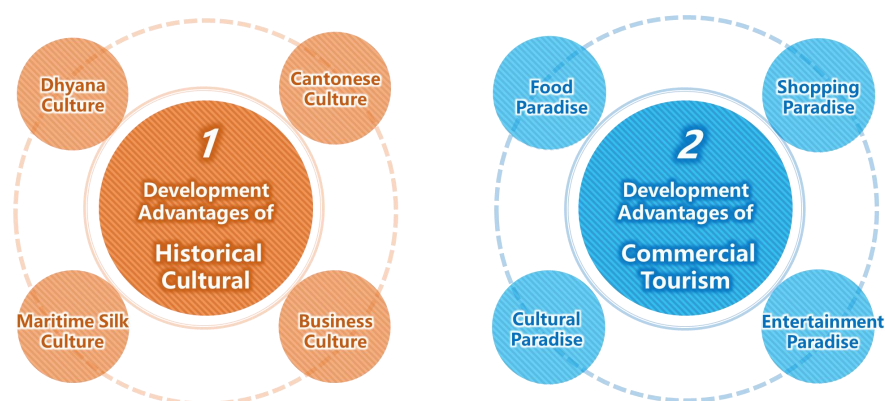 Dhyana
Culture
Cantonese
Culture
1
Development
Advantages of
Historical
Cultural
Maritime Silk
Culture
Business
Culture
Food
Paradise
Shopping
Paradise
2
Development
Advantages of
Commercial
Tourism
Cultural
Paradise
Entertainment
Paradise